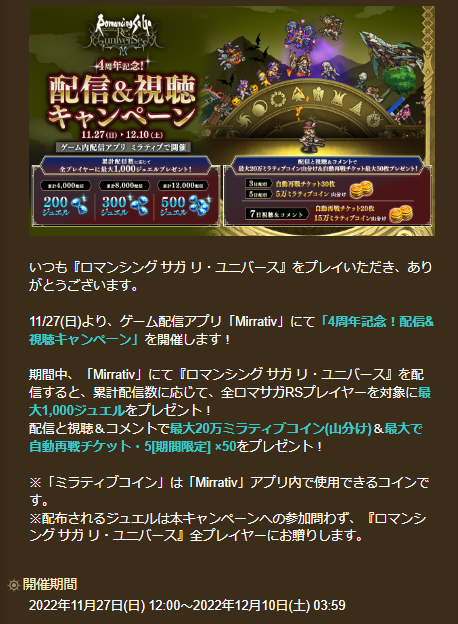 Romancing SaGa
Re;univerSe
4周年記念!
配信&視聴
キャンペーン
11.27(日)▶12.10(土)
ゲーム内配信アプリ ミラティブで開催
累計配信数に応じて
全プレイヤーに最大1,000ジュエルプレゼント!
累計4,000配信
200
ジュエル
累計8,000配信
300
ジュエル
累計12,000配信
500
ジュエル
配信と視聴&コメントで
最大20万ミラティブコイン山分け&自動再戦チケット最大50枚プレゼント!
3日配信 自動再戦チケット30枚
5日配信 5万ミラティブコイン 山分け
7日視聴&コメント 自動再戦チケット20枚
15万ミラティブコイン山分け
いつも『ロマンシング サガ リ・ユニバース』をプレイいただき、あり
がとうございます。
11/27(日)より、ゲーム配信アプリ「Mirrativ」にて「4周年記念！配信&
視聴キャンペーン」を開催します！
期間中、「Mirrativ」にて『ロマンシング サガ リ・ユニバース』を配
信すると、累計配信数に応じて、全ロマサガRSプレイヤーを対象に最
大1,000ジュエルをプレゼント！
配信と視聴＆コメントで最大20万ミラティブコイン(山分け)＆最大で
自動再戦チケット・5[期間限定] ×50をプレゼント！
※「ミラティブコイン」は「Mirrativ」アプリ内で使用できるコインで
す。
※配布されるジュエルは本キャンペーンへの参加問わず、『ロマンシ
ング サガ リ・ユニバース』全プレイヤーにお贈りします。
開催期間
2022年11月27日(日) 12:00～2022年12月10日(土) 03:59